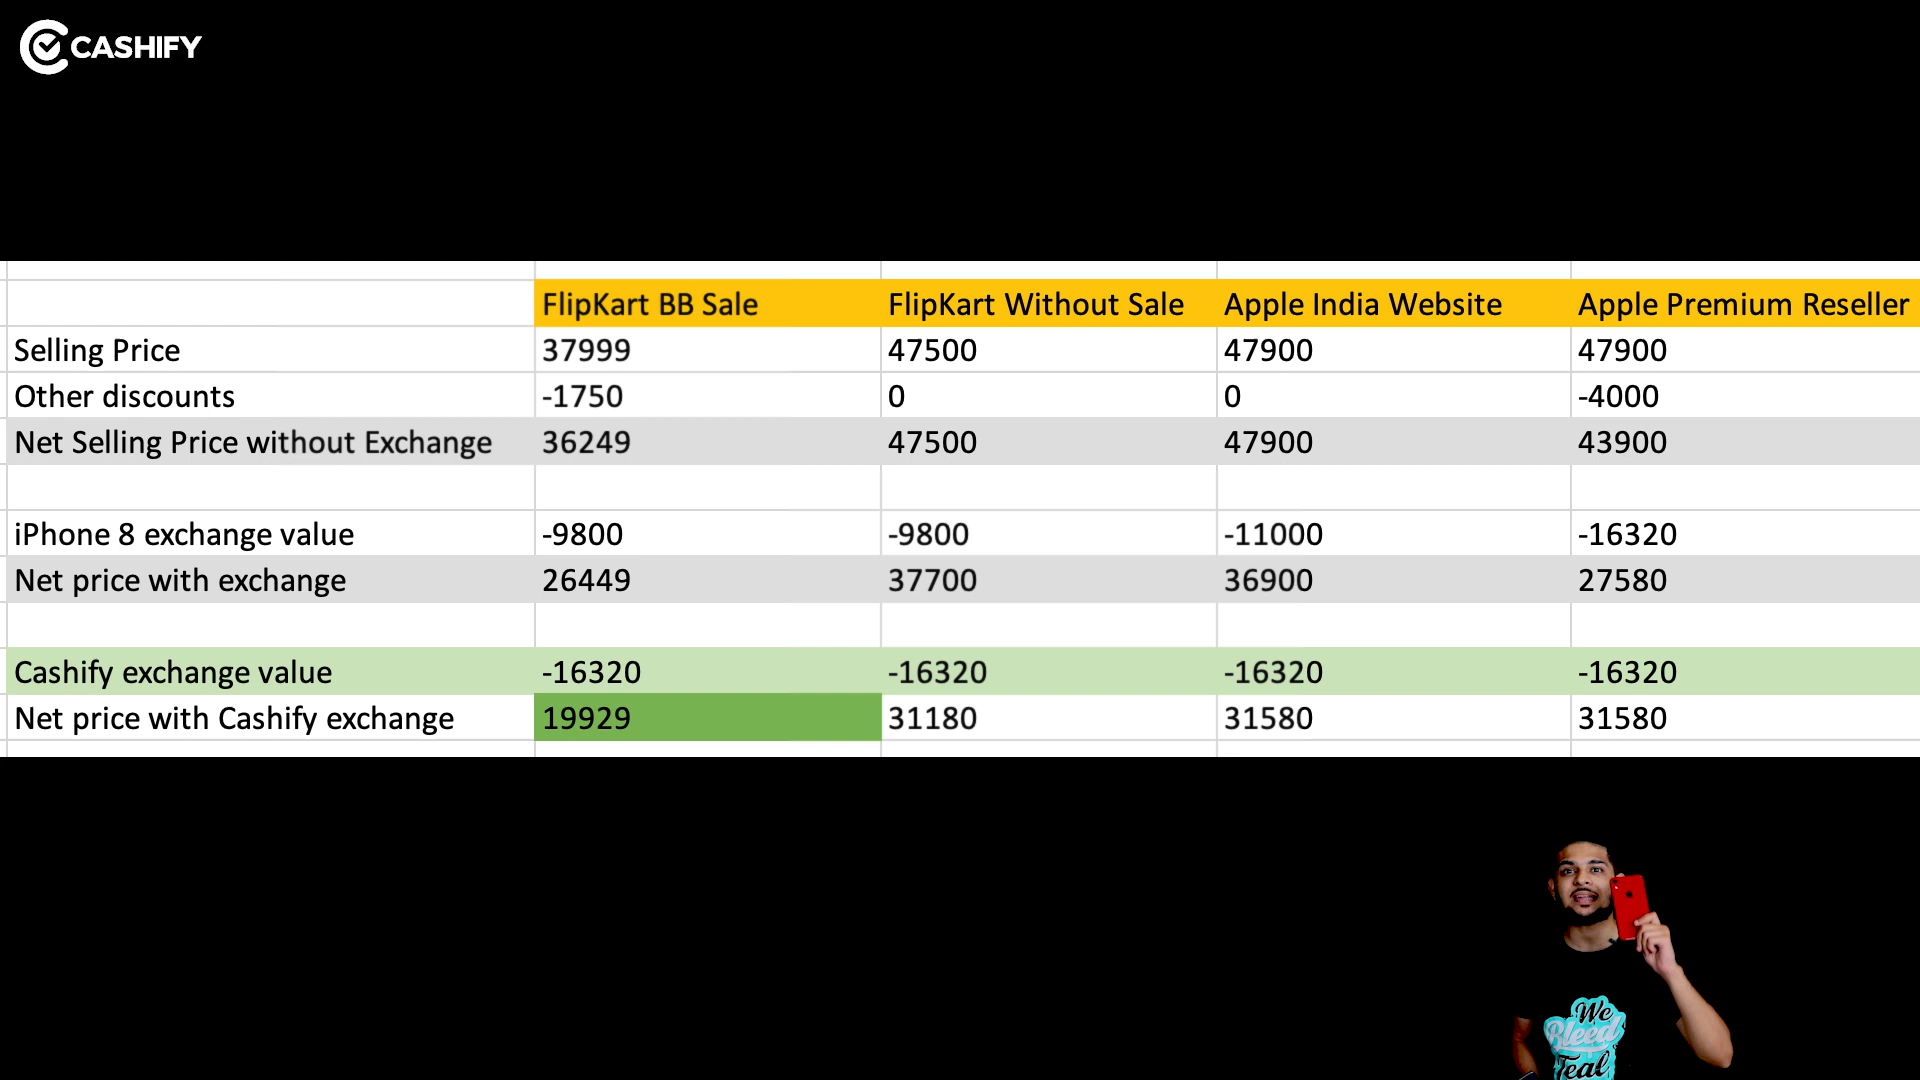 CASHIFY
FlipKart BB Sale FlipKart Without Sale Apple India Website Apple Premium Reseller
Selling Price 37999 47500 47900 47900
Other discounts -1750 0 0 -4000
Net Selling Price without Exchange 36249 47500 47900 43900
iPhone 8 exchange value -9800 -9800 -11000 -16320
Net price with exchange 26449 37700 36900 27580
Cashify exchange value -16320 -16320 -16320 -16320
Net price with Cashify exchange 19929 31180 31580 31580
We
Bleed
Teal